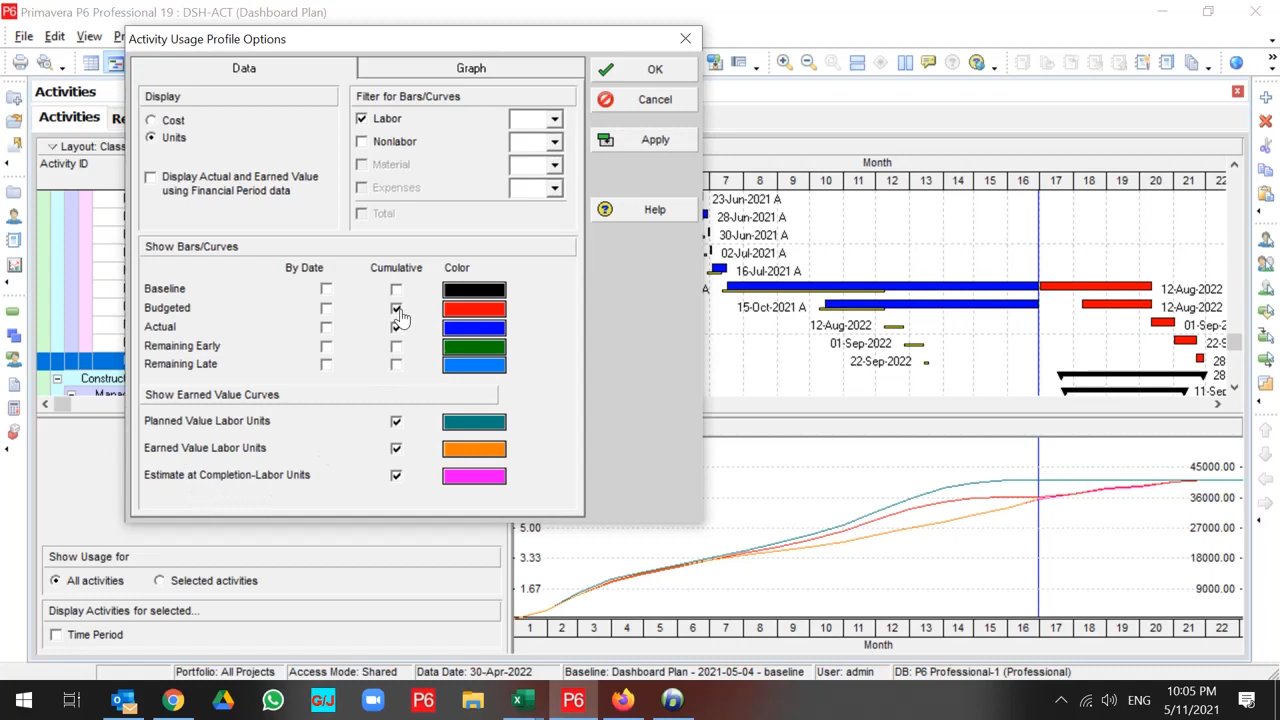 P6 Primavera P6 Professional 19 : DSH-ACT (Dashboard Plan)
File Edit View
Activity Usage Profile Options
Data
Graph
OK
Cancel
Apply
Help
Display
Cost
Units
Display Actual and Earned Value
using Financial Period data
Filter for Bars/Curves
Labor
Nonlabor
Material
Expenses
Total
Show Bars/Curves
By Date Cumulative Color
Baseline
Budgeted
Actual
Remaining Early
Remaining Late
Show Earned Value Curves
Planned Value Labor Units
Earned Value Labor Units
Estimate at Completion-Labor Units
Activities
Activities
Layout: Class
Activity ID
Construct
Month
7 8 9 10 11 12 13 14 15 16 17 18 19 20 21 22
23-Jun-2021 A
28-Jun-2021 A
30-Jun-2021 A
02-Jul-2021 A
16-Jul-2021 A
A 12-Aug-2022
15-Oct-2021 A 12-Aug-2022
12-Aug-2022 01-Sep-2
01-Sep-2022 22-S
22-Sep-2022 28
28
11-Sep
45000.00
36000.00
5.00 27000.00
3.33 18000.00
1.67 9000.00
1 2 3 4 5 6 7 8 9 10 11 12 13 14 15 16 17 18 19 20 21 22
Month
Show Usage for
All activities Selected activities
Display Activities for selected...
Time Period
Portfolio: All Projects Access Mode: Shared Data Date: 30-Apr-2022 Baseline: Dashboard Plan - 2021-05-04 - baseline User: admin DB: P6 Professional-1 (Professional)
G/J P6 P6 ENG
10:05 PM
5/11/2021